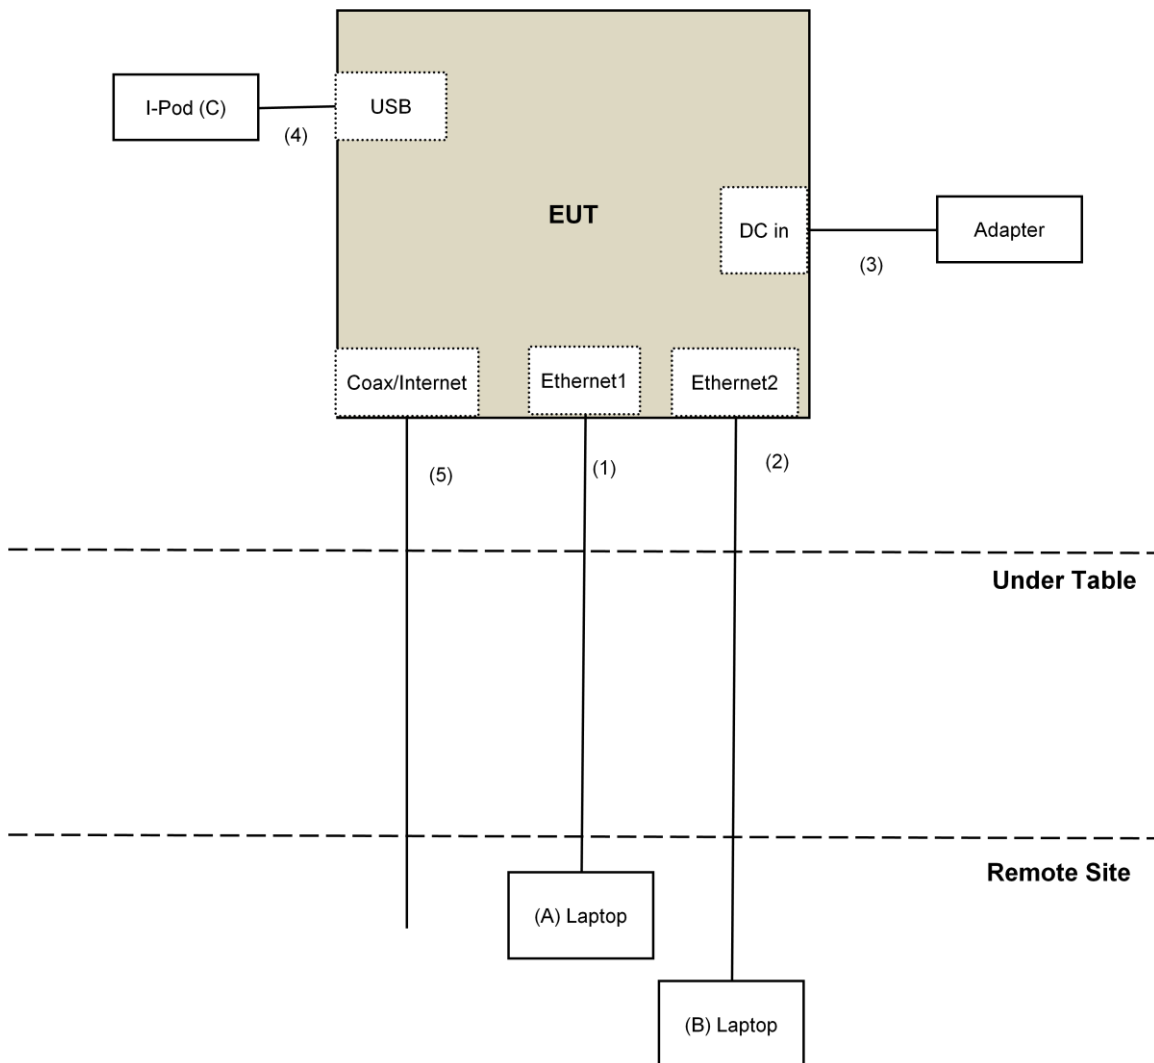 I-Pod (C)
USB
(4)
EUT
DC in
Adapter
(3)
Coax/Internet
Ethernet1
Ethernet2
(5)
(1)
(2)
Under Table
Remote Site
(A) Laptop
(B) Laptop